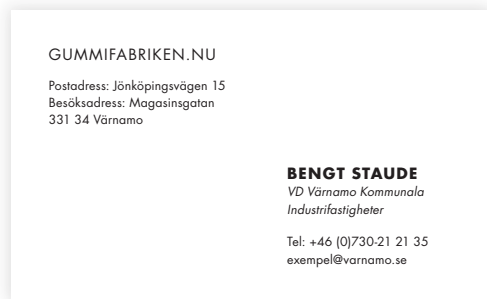 GUMMIFABRIKEN.NU
Postadress: Jönköpingsvägen 15
Besöksadress: Magasinsgatan
331 34 Värnamo
BENGT STAUDE
VD Värnamo Kommunala
Industrifastigheter
Tel: +46 (0)730-21 21 35
exempel@varnamo.se